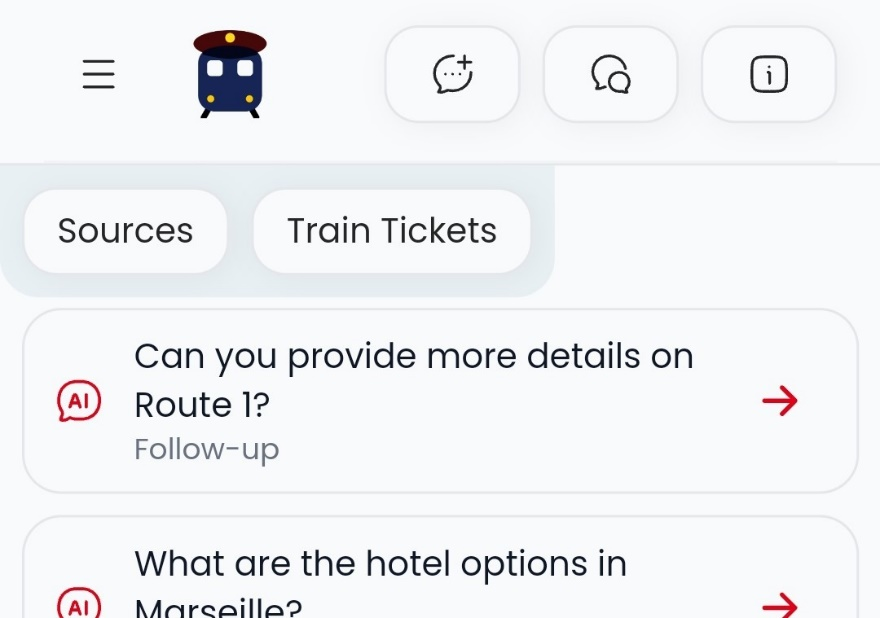 Sources
Train Tickets
Can you provide more details on
Route 1?
Follow-up
AI
What are the hotel options in
Marseille?
AI